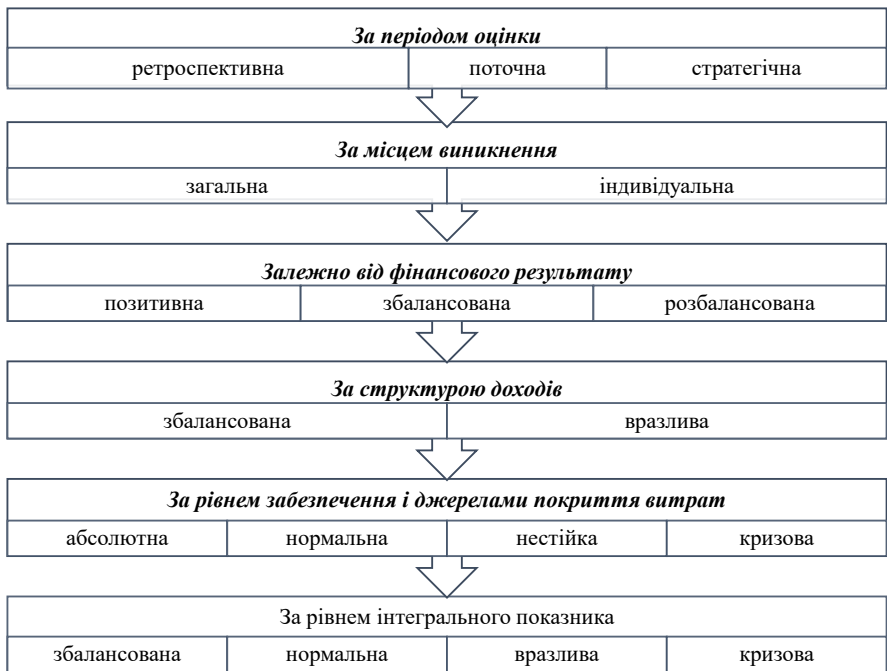 За періодом оцінки
ретроспективна поточна стратегічна
За місцем виникнення
загальна індивідуальна
Залежно від фінансового результату
позитивна збалансована розбалансована
За структурою доходів
збалансована вразлива
За рівнем забезпечення і джерелами покриття витрат
абсолютна нормальна нестійка кризова
За рівнем інтегрального показника
збалансована нормальна вразлива кризова